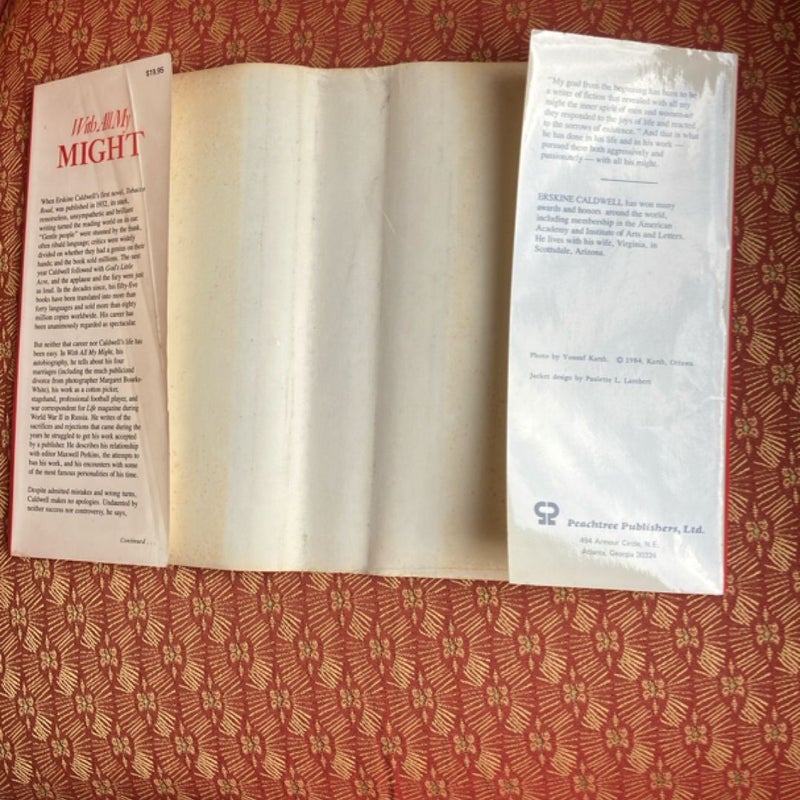 $19.95
With All My
MIGHT
When Erskine Caldwell's first novel, Tobacco
Road, was published in 1932, its stark,
remorseless, unsympathetic and brilliant
writing turned the reading world on its ear.
"Gentle people" were stunned by the frank,
often ribald language; critics were widely
divided on whether they had a genius on their
hands; and the book sold millions. The next
year Caldwell followed with God's Little
Acre, and the applause and the fury were just
as loud. In the decades since, his fifty-five
books have been translated into more than
forty languages and sold more than eighty
million copies worldwide. His career has
been unanimously regarded as spectacular.
But neither that career nor Caldwell's life has
been easy. In With All My Might, his
autobiography, he tells about his four
marriages (including the much publicized
divorce from photographer Margaret Bourke-
White), his work as a cotton picker,
stagehand, professional football player, and
war correspondent for Life magazine during
World War II in Russia. He writes of the
sacrifices and rejections that came during the
years he struggled to get his work accepted
by a publisher. He describes his relationship
with editor Maxwell Perkins, the attempts to
ban his work, and his encounters with some
of the most famous personalities of his time.
Despite admitted mistakes and wrong turns,
Caldwell makes no apologies. Undaunted by
neither success nor controversy, he says,
Continued . . .
"My goal from the beginning has been to be
a writer of fiction that revealed with all my
might the inner spirit of men and women as
they responded to the joys of life and reacted
to the sorrows of existence." And that is what
he has done in his life and in his work —
pursued them both aggressively and
passionately — with all his might.
ERSKINE CALDWELL has won many
awards and honors around the world,
including membership in the American
Academy and Institute of Arts and Letters.
He lives with his wife, Virginia, in
Scottsdale, Arizona.
Photo by Yousuf Karsh. © 1984, Karsh, Ottawa.
Jacket design by Paulette L. Lambert
Peachtree Publishers, Ltd.
494 Armour Circle, N.E.
Atlanta, Georgia 30324